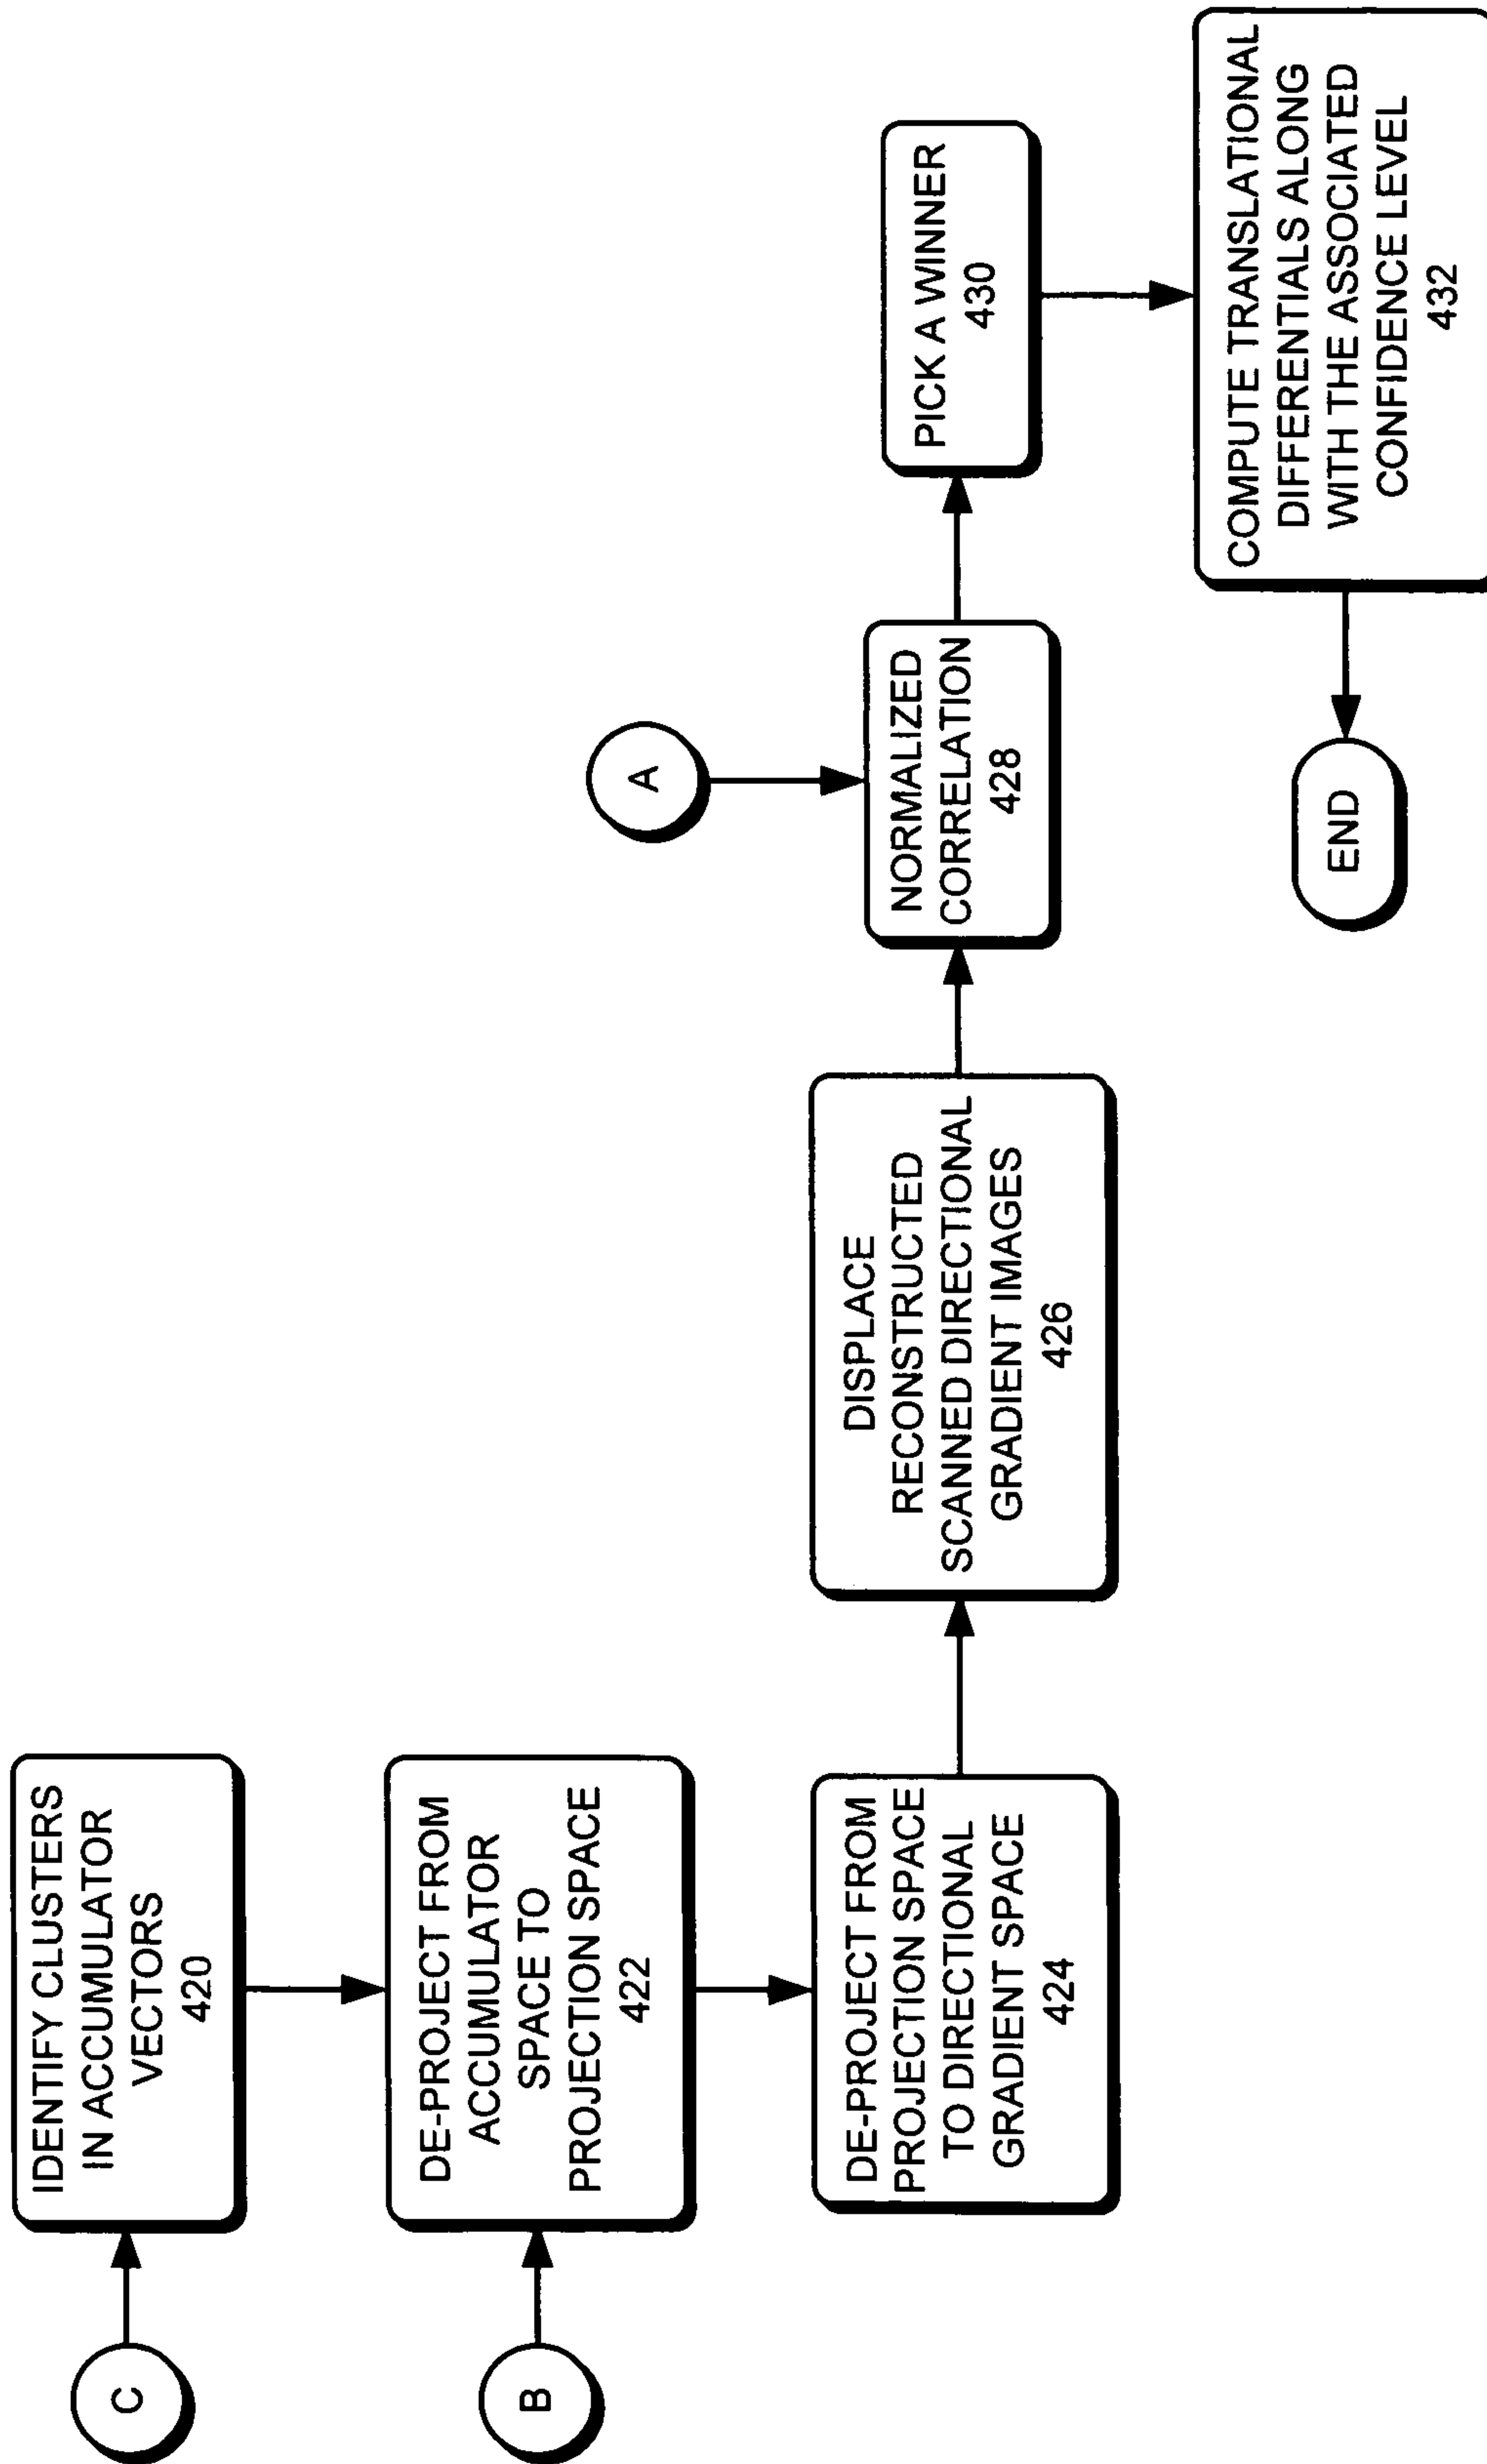 C
IDENTIFY CLUSTERS
IN ACCUMULATOR
VECTORS
420
B
DE-PROJECT FROM
ACCUMULATOR
SPACE TO
PROJECTION SPACE
422
DE-PROJECT FROM
PROJECTION SPACE
TO DIRECTIONAL
GRADIENT SPACE
424
DISPLACE
RECONSTRUCTED
SCANNED DIRECTIONAL
GRADIENT IMAGES
426
A
NORMALIZED
CORRELATION
428
PICK A WINNER
430
COMPUTE TRANSLATIONAL
DIFFERENTIALS ALONG
WITH THE ASSOCIATED
CONFIDENCE LEVEL
432
END